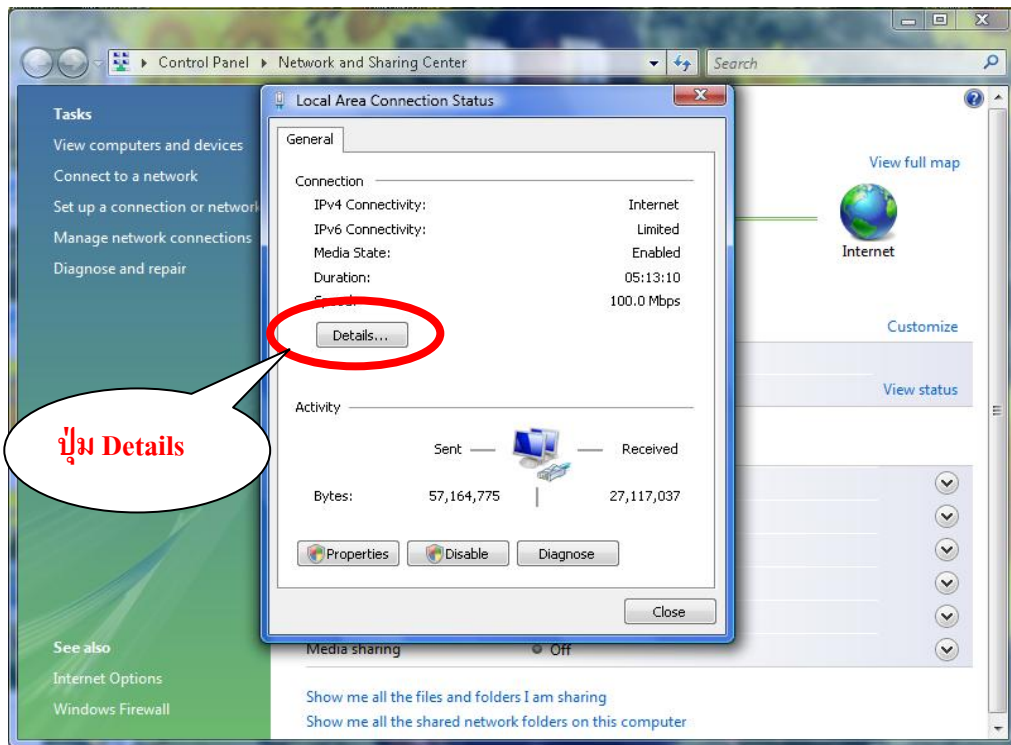 Control Panel ▸ Network and Sharing Center
Search
Tasks
View computers and devices
Connect to a network
Set up a connection or network
Manage network connections
Diagnose and repair
See also
Internet Options
Windows Firewall
Local Area Connection Status
General
Connection
IPv4 Connectivity: Internet
IPv6 Connectivity: Limited
Media State: Enabled
Duration: 05:13:10
Speed: 100.0 Mbps
Details...
ปุ่ม Details
Activity
Sent Received
Bytes: 57,164,775 27,117,037
Properties Disable Diagnose
Close
View full map
Internet
Customize
View status
Media sharing Off
Show me all the files and folders I am sharing
Show me all the shared network folders on this computer